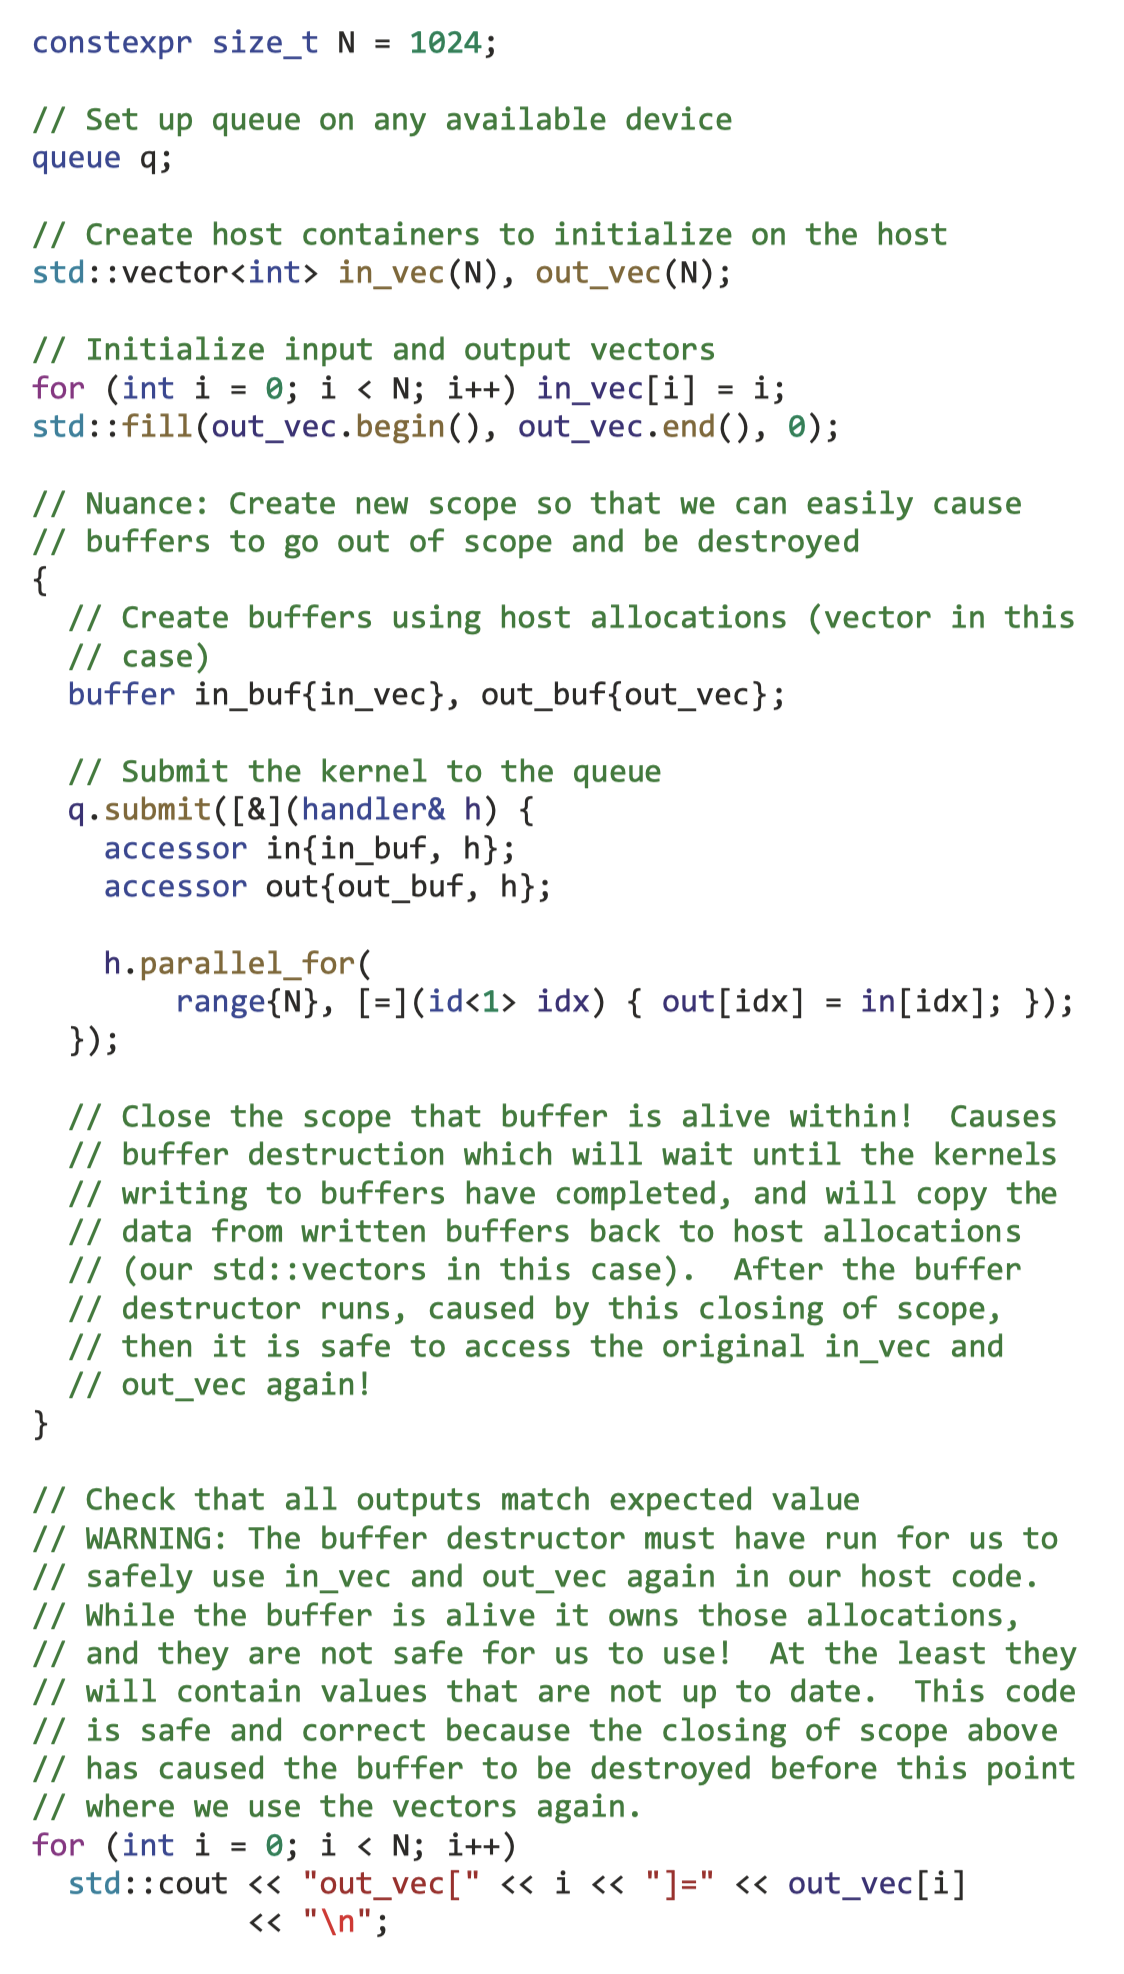 constexpr size_t N = 1024;

// Set up queue on any available device
queue q;

// Create host containers to initialize on the host
std::vector<int> in_vec(N), out_vec(N);

// Initialize input and output vectors
for (int i = 0; i < N; i++) in_vec[i] = i;
std::fill(out_vec.begin(), out_vec.end(), 0);

// Nuance: Create new scope so that we can easily cause
// buffers to go out of scope and be destroyed
{
  // Create buffers using host allocations (vector in this
  // case)
  buffer in_buf{in_vec}, out_buf{out_vec};

  // Submit the kernel to the queue
  q.submit([&](handler& h) {
    accessor in{in_buf, h};
    accessor out{out_buf, h};

    h.parallel_for(
        range{N}, [=](id<1> idx) { out[idx] = in[idx]; });
  });

  // Close the scope that buffer is alive within!  Causes
  // buffer destruction which will wait until the kernels
  // writing to buffers have completed, and will copy the
  // data from written buffers back to host allocations
  // (our std::vectors in this case).  After the buffer
  // destructor runs, caused by this closing of scope,
  // then it is safe to access the original in_vec and
  // out_vec again!
}

// Check that all outputs match expected value
// WARNING: The buffer destructor must have run for us to
// safely use in_vec and out_vec again in our host code.
// While the buffer is alive it owns those allocations,
// and they are not safe for us to use!  At the least they
// will contain values that are not up to date.  This code
// is safe and correct because the closing of scope above
// has caused the buffer to be destroyed before this point
// where we use the vectors again.
for (int i = 0; i < N; i++)
  std::cout << "out_vec[" << i << "]=" << out_vec[i]
            << "\n";